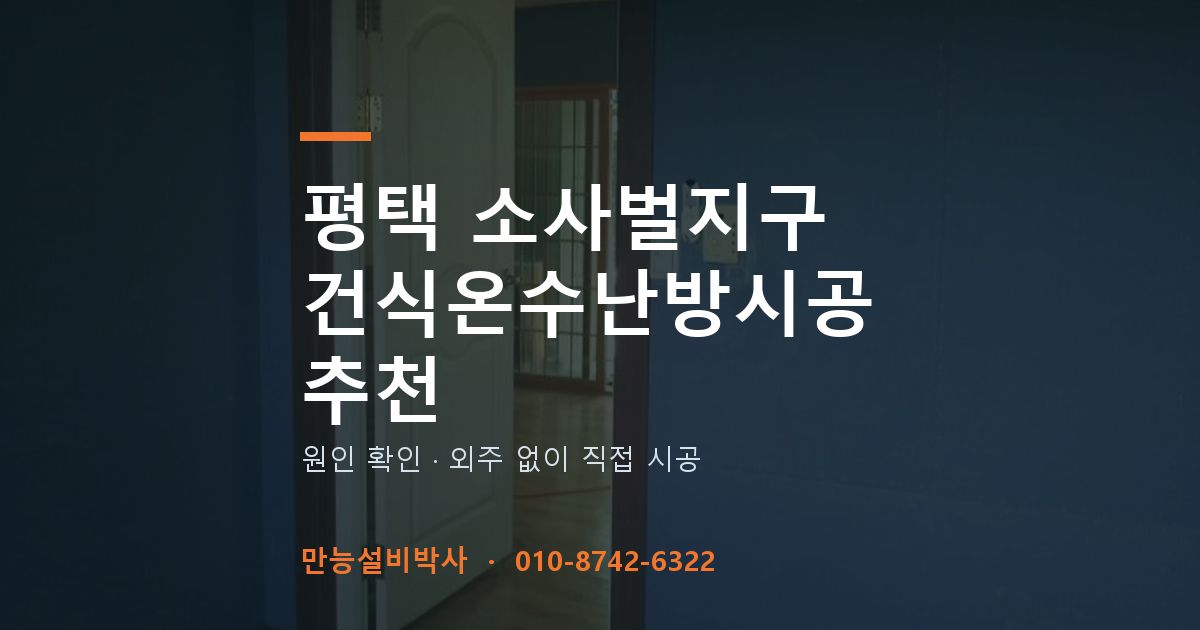 평택 소사벌지구
건식온수난방시공
추천
원인 확인 · 외주 없이 직접 시공
만능설비박사 · 010-8742-6322